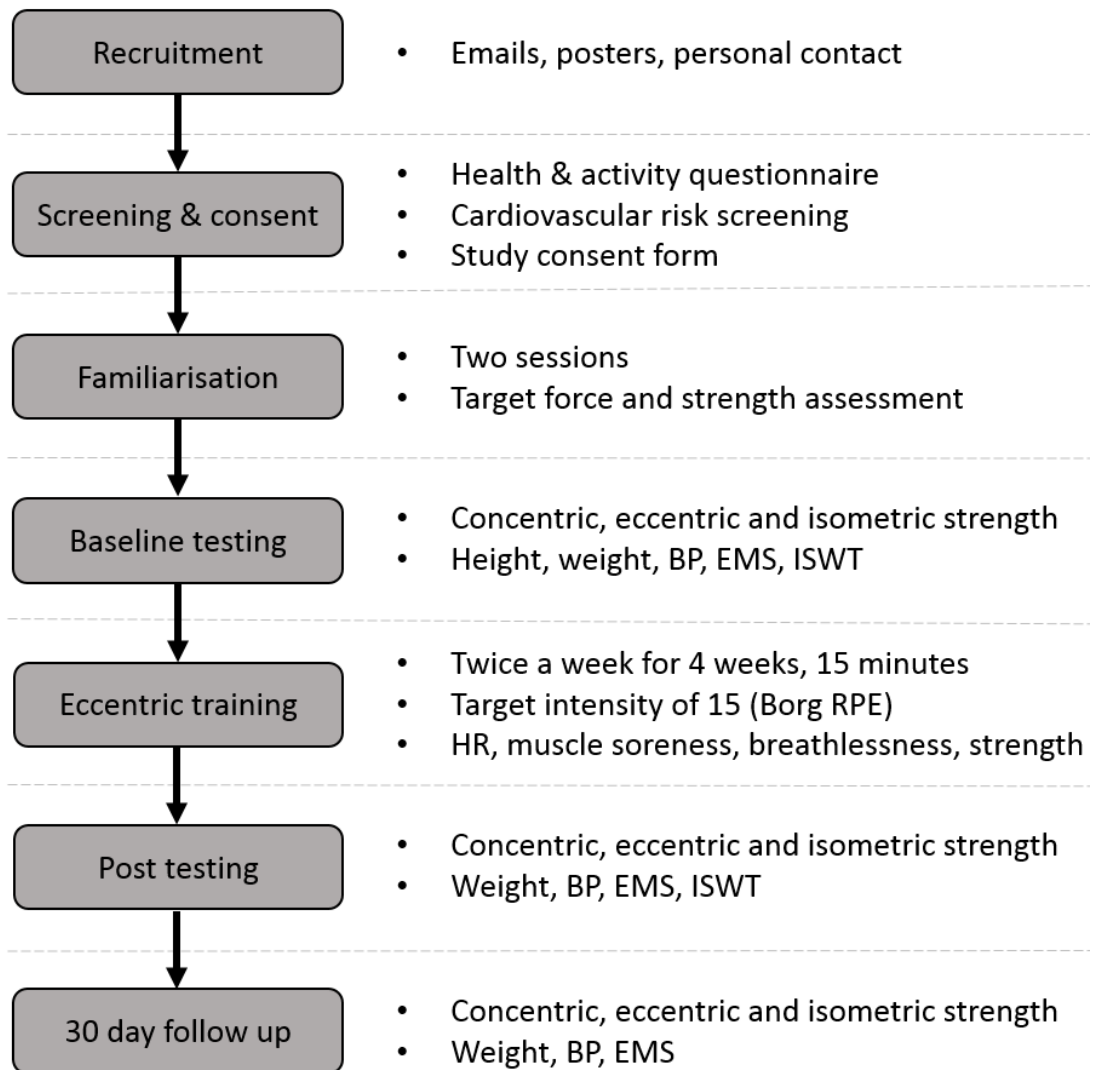 Recruitment
• Emails, posters, personal contact
Screening & consent
• Health & activity questionnaire
• Cardiovascular risk screening
• Study consent form
Familiarisation
• Two sessions
• Target force and strength assessment
Baseline testing
• Concentric, eccentric and isometric strength
• Height, weight, BP, EMS, ISWT
Eccentric training
• Twice a week for 4 weeks, 15 minutes
• Target intensity of 15 (Borg RPE)
• HR, muscle soreness, breathlessness, strength
Post testing
• Concentric, eccentric and isometric strength
• Weight, BP, EMS, ISWT
30 day follow up
• Concentric, eccentric and isometric strength
• Weight, BP, EMS